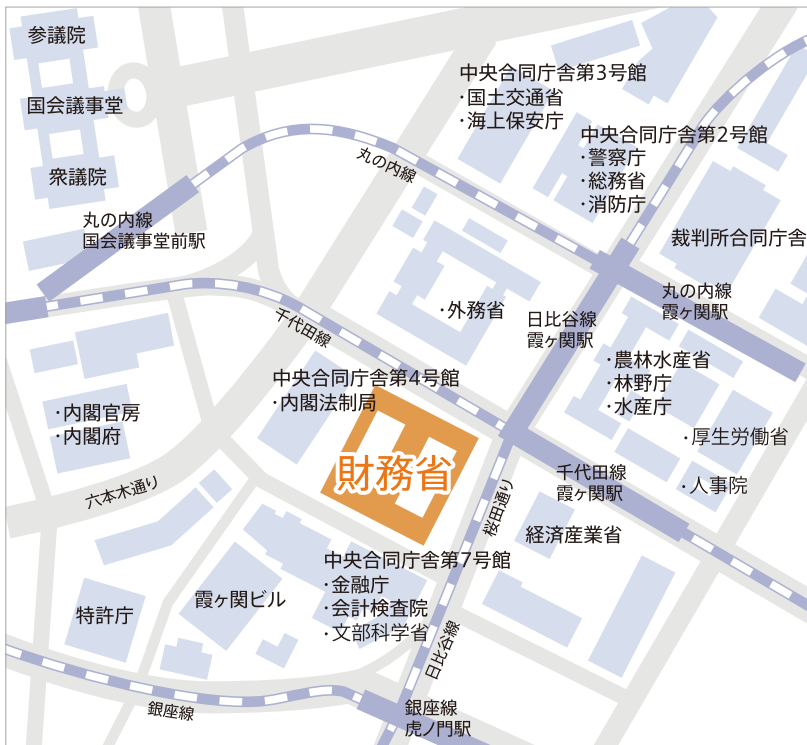 参議院
国会議事堂
衆議院
丸の内線
国会議事堂前駅
中央合同庁舎第3号館
・国土交通省
・海上保安庁
中央合同庁舎第2号館
・警察庁
・総務省
・消防庁
丸の内線
裁判所合同庁舎
丸の内線
霞ヶ関駅
・外務省
日比谷線
霞ヶ関駅
千代田線
中央合同庁舎第4号館
・内閣法制局
・農林水産省
・林野庁
・水産庁
・厚生労働省
・人事院
・内閣官房
・内閣府
財務省
千代田線
霞ヶ関駅
六本木通り
桜田通り
経済産業省
中央合同庁舎第7号館
・金融庁
・会計検査院
・文部科学省
霞ヶ関ビル
特許庁
日比谷線
銀座線
銀座線
虎ノ門駅